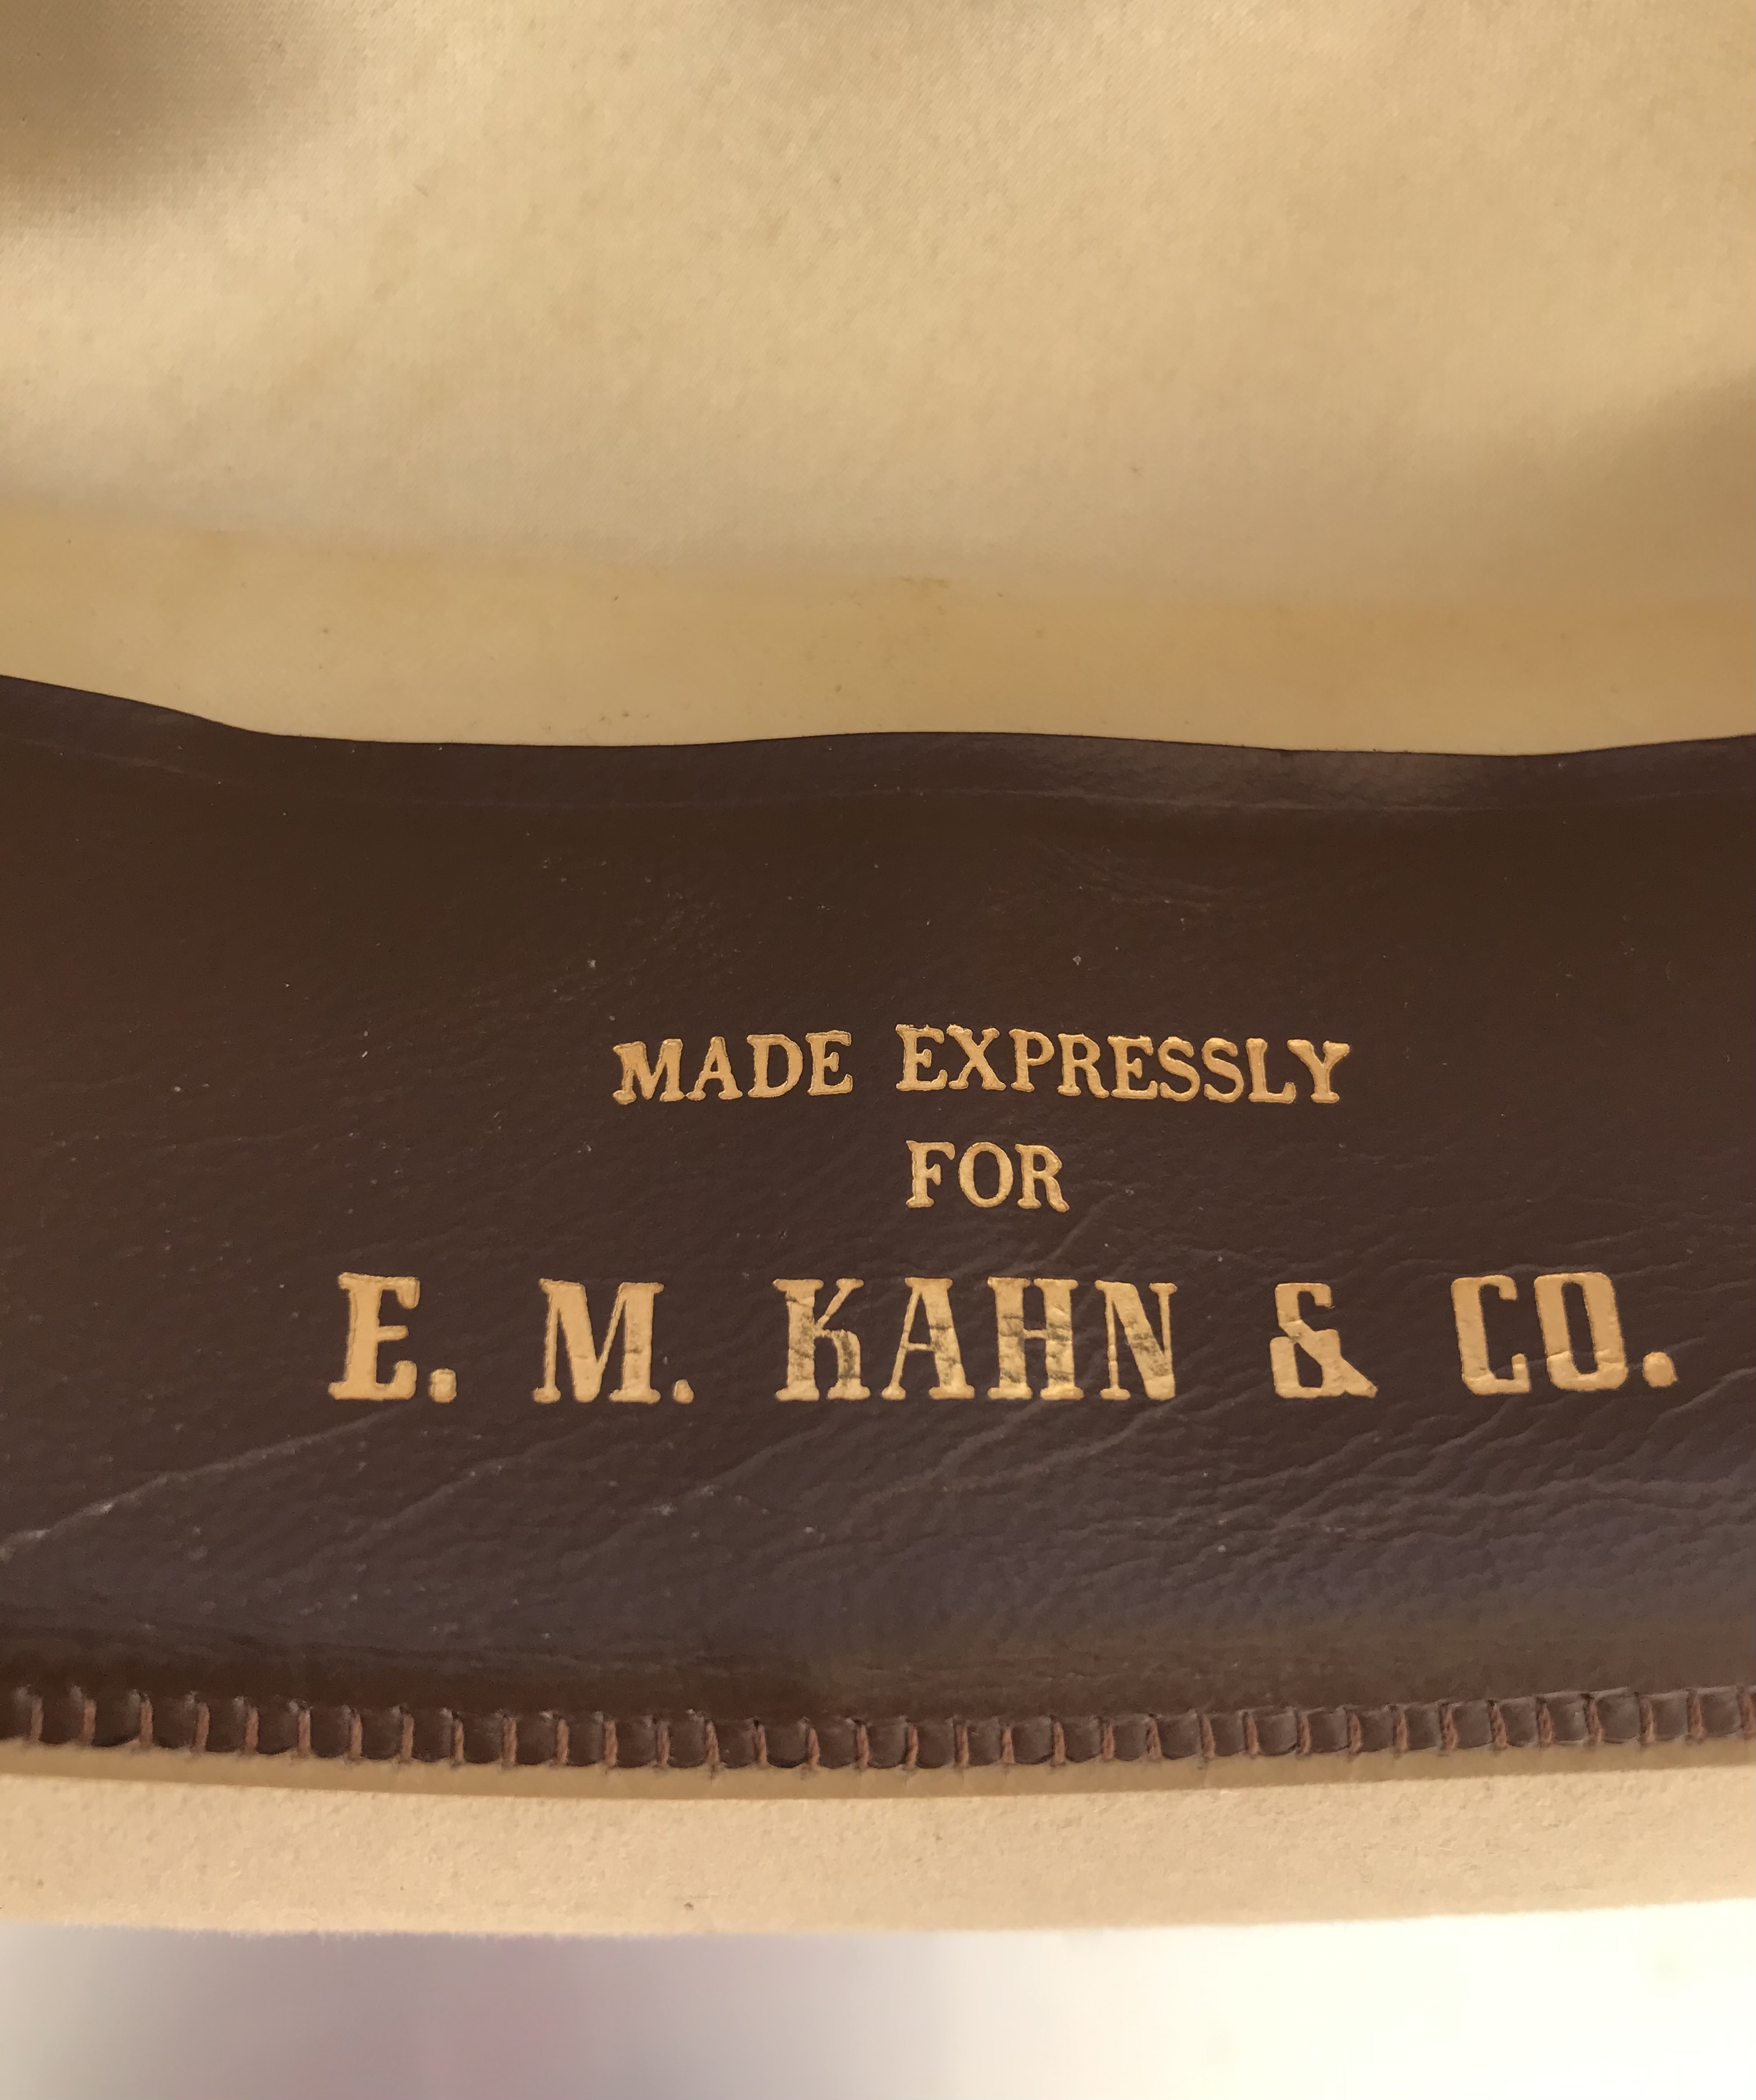 MADE EXPRESSLY
FOR
E. M. KAHN & CO.